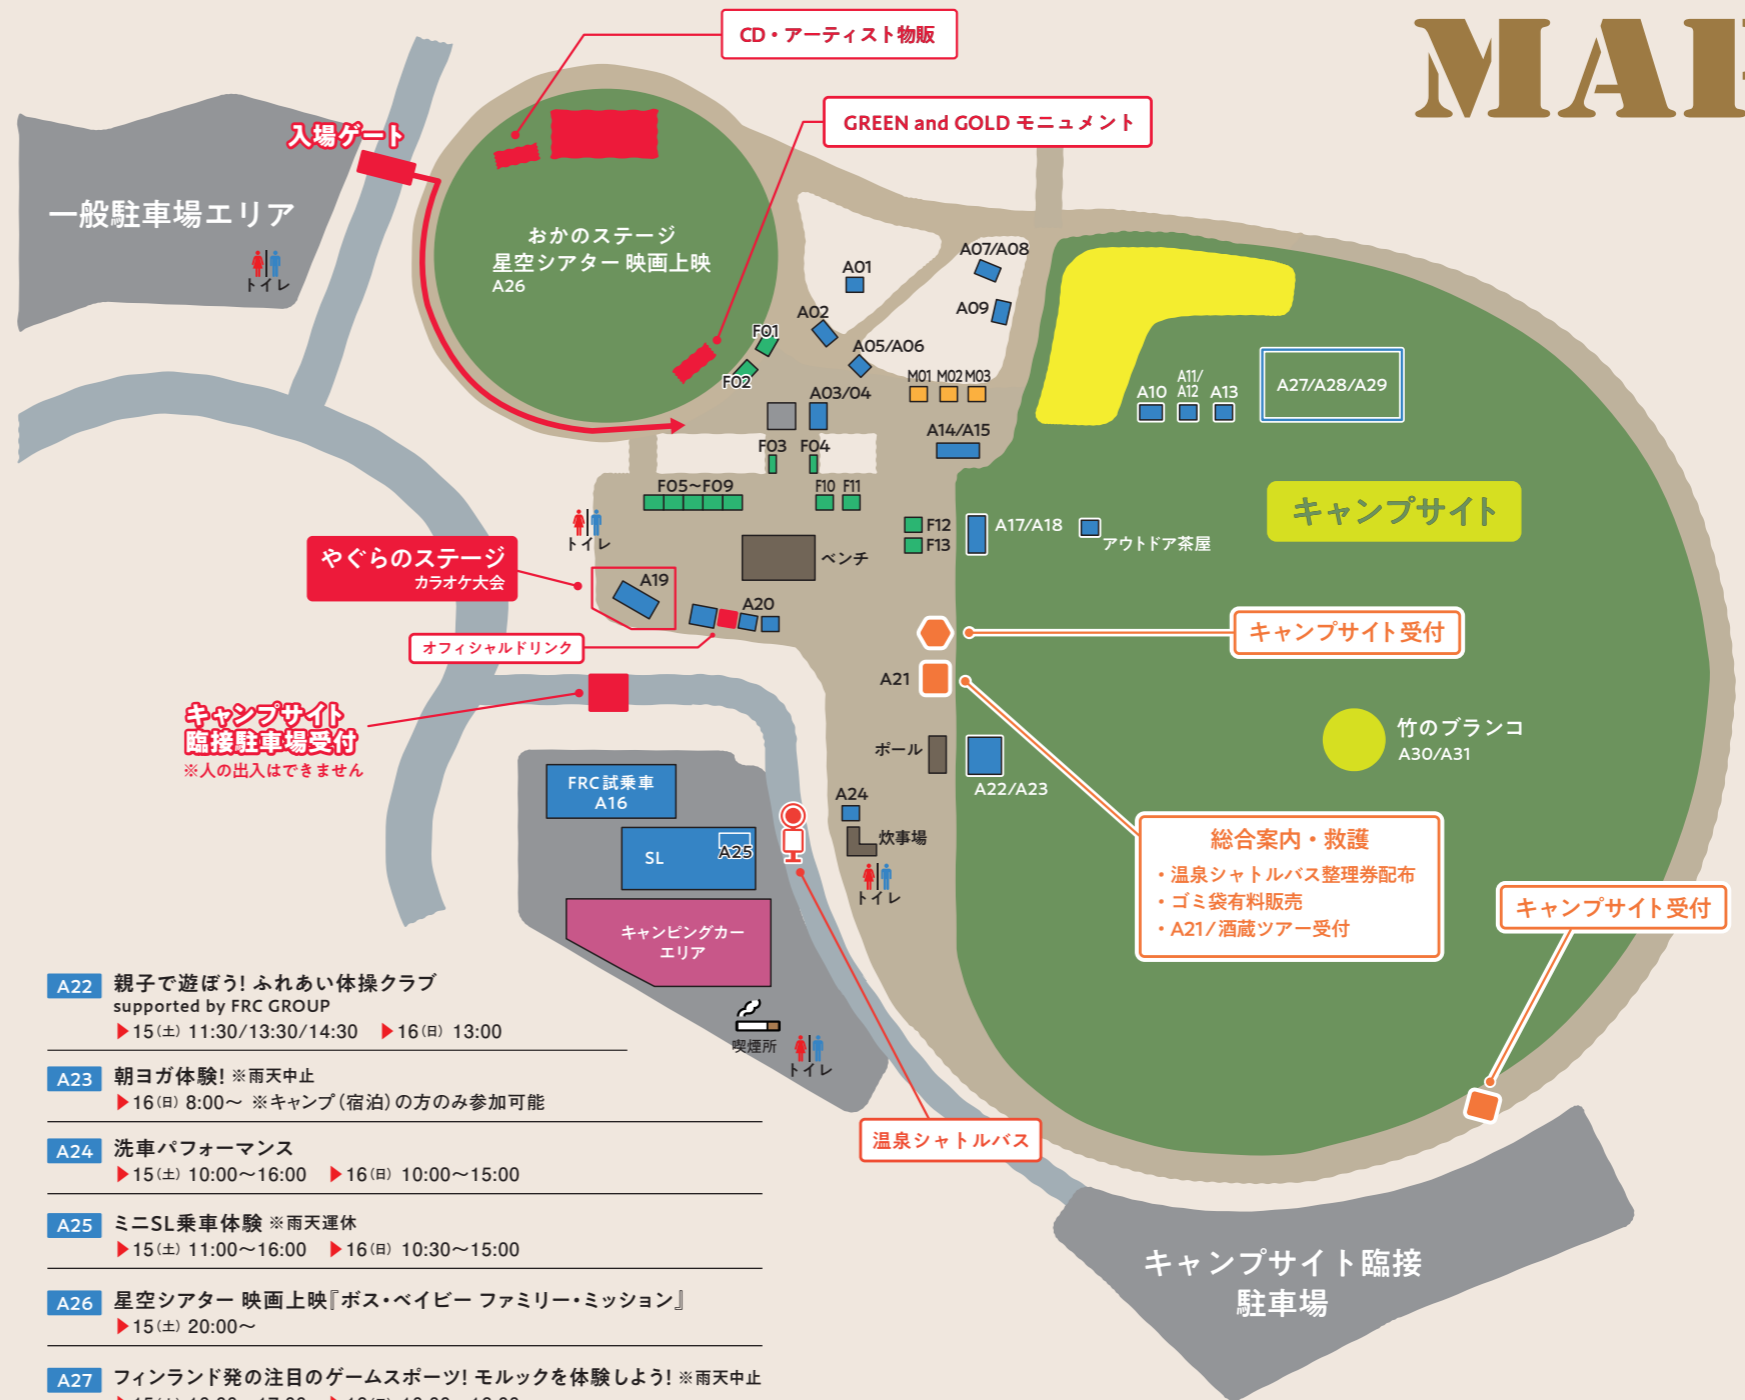 CD・アーティスト物販
GREEN and GOLD モニュメント
入場ゲート
一般駐車場エリア
トイレ
おかのステージ
星空シアター 映画上映
A26
A01
A02
A07/A08
A09
A05/A06
F01
F02
A03/04
M01 M02 M03
A10
A11/
A12
A13
A27/A28/A29
A14/A15
F03 F04
F05〜F09
F10 F11
キャンプサイト
トイレ
F12
F13
A17/A18
アウトドア茶屋
ベンチ
やぐらのステージ
カラオケ大会
A19
A20
オフィシャルドリンク
キャンプサイト受付
A21
キャンプサイト
臨接駐車場受付
※人の出入はできません
竹のブランコ
A30/A31
ポール
A22/A23
FRC試乗車
A16
A24
炊事場
トイレ
SL
A25
総合案内・救護
・温泉シャトルバス整理券配布
・ゴミ袋有料販売
・A21/酒蔵ツアー受付
キャンプサイト受付
キャンピングカー
エリア
喫煙所
トイレ
温泉シャトルバス
キャンプサイト臨接
駐車場
A22 親子で遊ぼう! ふれあい体操クラブ
supported by FRC GROUP
▶15(土) 11:30/13:30/14:30 ▶16(日) 13:00
A23 朝ヨガ体験! ※雨天中止
▶16(日) 8:00〜 ※キャンプ(宿泊)の方のみ参加可能
A24 洗車パフォーマンス
▶15(土) 10:00〜16:00 ▶16(日) 10:00〜15:00
A25 ミニSL乗車体験 ※雨天運休
▶15(土) 11:00〜16:00 ▶16(日) 10:30〜15:00
A26 星空シアター 映画上映『ボス・ベイビー ファミリー・ミッション』
▶15(土) 20:00〜
A27 フィンランド発の注目のゲームスポーツ! モルックを体験しよう! ※雨天中止